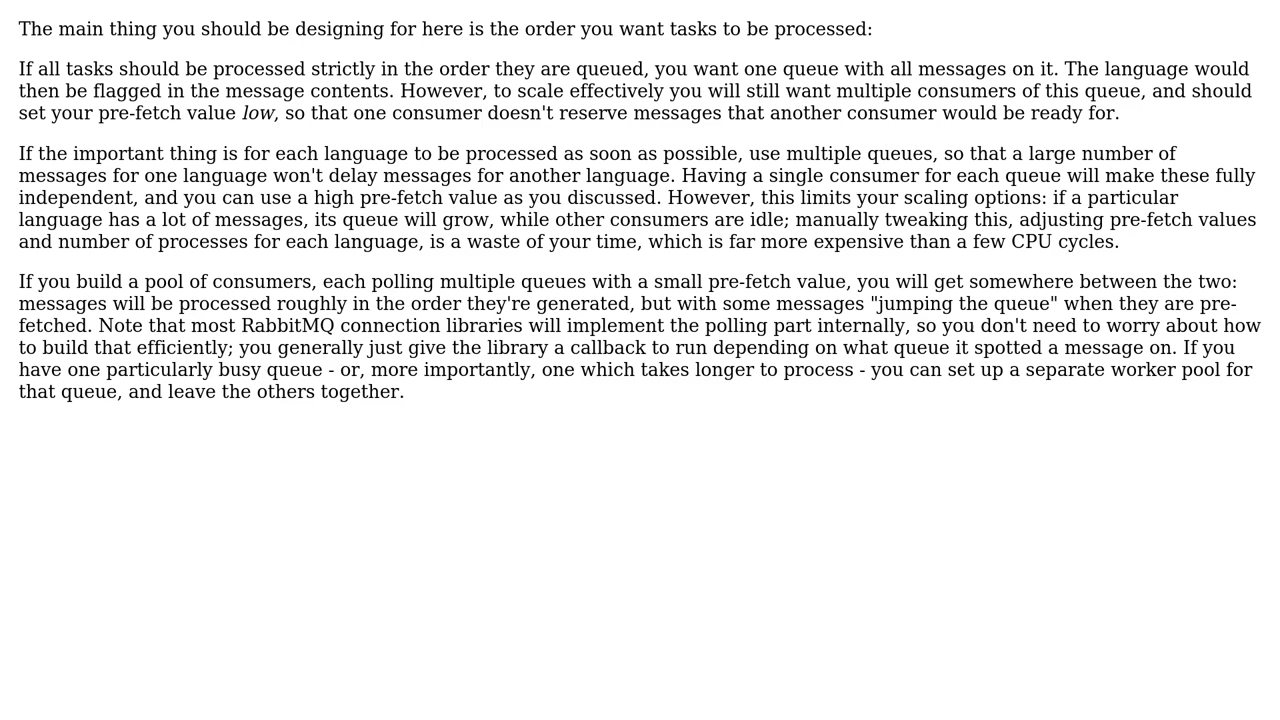 The main thing you should be designing for here is the order you want tasks to be processed:
If all tasks should be processed strictly in the order they are queued, you want one queue with all messages on it. The language would
then be flagged in the message contents. However, to scale effectively you will still want multiple consumers of this queue, and should
set your pre-fetch value low, so that one consumer doesn't reserve messages that another consumer would be ready for.
If the important thing is for each language to be processed as soon as possible, use multiple queues, so that a large number of
messages for one language won't delay messages for another language. Having a single consumer for each queue will make these fully
independent, and you can use a high pre-fetch value as you discussed. However, this limits your scaling options: if a particular
language has a lot of messages, its queue will grow, while other consumers are idle; manually tweaking this, adjusting pre-fetch values
and number of processes for each language, is a waste of your time, which is far more expensive than a few CPU cycles.
If you build a pool of consumers, each polling multiple queues with a small pre-fetch value, you will get somewhere between the two:
messages will be processed roughly in the order they're generated, but with some messages "jumping the queue" when they are pre-
fetched. Note that most RabbitMQ connection libraries will implement the polling part internally, so you don't need to worry about how
to build that efficiently; you generally just give the library a callback to run depending on what queue it spotted a message on. If you
have one particularly busy queue - or, more importantly, one which takes longer to process - you can set up a separate worker pool for
that queue, and leave the others together.